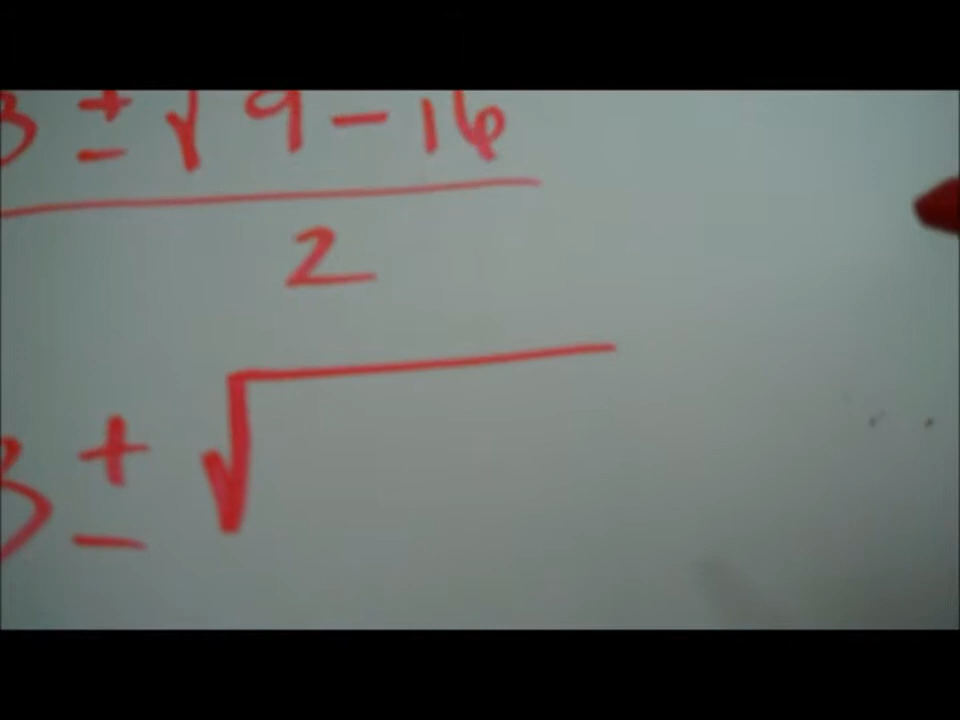 3 ± √9 - 16
2
3 ± √